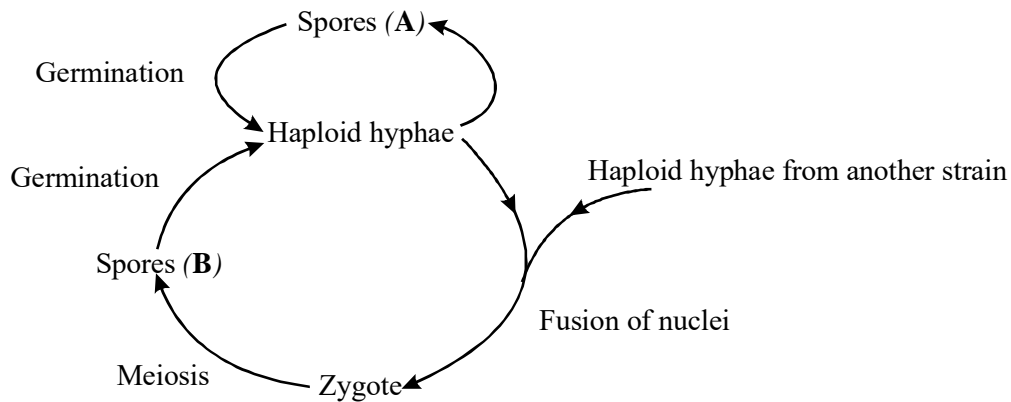 Spores (A)
Germination
Haploid hyphae
Haploid hyphae from another strain
Germination
Spores (B)
Fusion of nuclei
Meiosis
Zygote